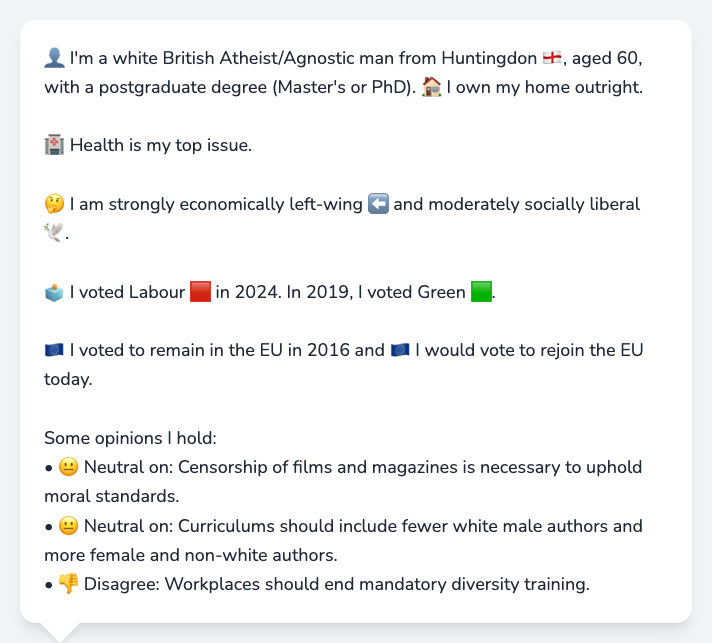 👤 I'm a white British Atheist/Agnostic man from Huntingdon 🏴󠁧󠁢󠁥󠁮󠁧󠁿, aged 60,
with a postgraduate degree (Master's or PhD). 🏠 I own my home outright.
🏥 Health is my top issue.
🤔 I am strongly economically left-wing ⬅️ and moderately socially liberal
🕊️.
🗳️ I voted Labour 🟥 in 2024. In 2019, I voted Green 🟩.
🇪🇺 I voted to remain in the EU in 2016 and 🇪🇺 I would vote to rejoin the EU
today.
Some opinions I hold:
• 😐 Neutral on: Censorship of films and magazines is necessary to uphold
moral standards.
• 😐 Neutral on: Curriculums should include fewer white male authors and
more female and non-white authors.
• 👎 Disagree: Workplaces should end mandatory diversity training.